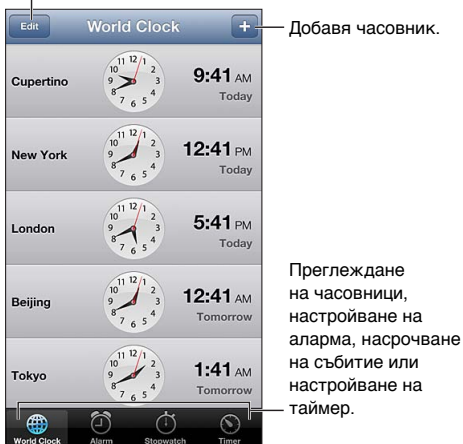 Edit World Clock +
Добавя часовник.
Cupertino 9:41 AM
Today
New York 12:41 PM
Today
London 5:41 PM
Today
Beijing 12:41 AM
Tomorrow
Tokyo 1:41 AM
Tomorrow
World Clock Alarm Stopwatch Timer
Преглеждане
на часовници,
настройване на
аларма, насрочване
на събитие или
настройване на
таймер.